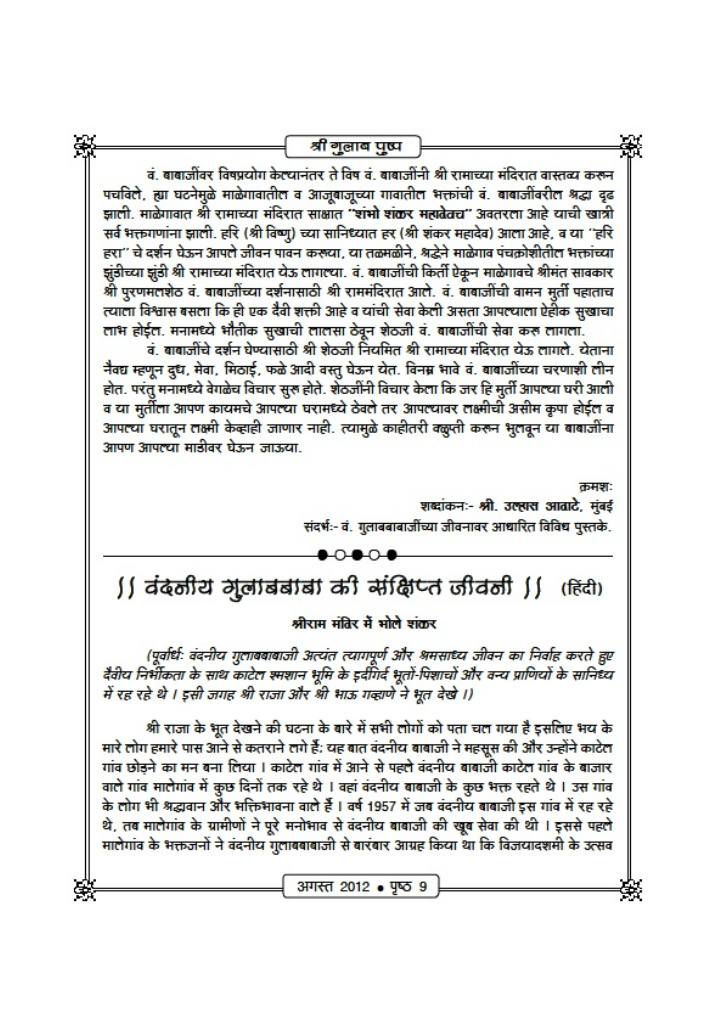 श्री गुलाब पुष्प
वं. बाबाजींवर विषप्रयोग केल्यानंतर ते विष वं. बाबाजींनी श्री रामाच्या मंदिरात वास्तव्य करून
पचविले, ह्या घटनेमुळे माळेगावातील व आजूबाजूच्या गावातील भक्तांची वं. बाबाजींवरील श्रद्धा दृढ
झाली. माळेगावात श्री रामाच्या मंदिरात साक्षात "शंभो शंकर महादेवच" अवतरला आहे याची खात्री
सर्व भक्तगणांना झाली. हरि (श्री विष्णु) च्या सानिध्यात हर (श्री शंकर महादेव) आला आहे, व या "हरि
हरा" चे दर्शन घेऊन आपले जीवन पावन करूया, या तळमळीने, श्रद्धेने माळेगाव पंचक्रोशीतील भक्तांच्या
झुंडीच्या झुंडी श्री रामाच्या मंदिरात येऊ लागल्या. वं. बाबाजींची किर्ती ऐकून माळेगावचे श्रीमंत सावकार
श्री पुरणमलशेठ वं. बाबाजींच्या दर्शनासाठी श्री राममंदिरात आले. वं. बाबाजींची वामन मुर्ती पहाताच
त्याला विश्वास बसला कि ही एक दैवी शक्ती आहे व यांची सेवा केली असता आपल्याला ऐहीक सुखाचा
लाभ होईल. मनामध्ये भौतीक सुखाची लालसा ठेवून शेठजी वं. बाबाजींची सेवा करू लागला.
वं. बाबाजींचे दर्शन घेण्यासाठी श्री शेठजी नियमित श्री रामाच्या मंदिरात येऊ लागले. येताना
नैवद्य म्हणून दुध, मेवा, मिठाई, फळे आदी वस्तु घेऊन येत. विनम्र भावे वं. बाबाजींच्या चरणाशी लीन
होत. परंतु मनामध्ये वेगळेच विचार सुरू होते. शेठजींनी विचार केला कि जर हि मुर्ती आपल्या घरी आली
व या मुर्तीला आपण कायमचे आपल्या घरामध्ये ठेवले तर आपल्यावर लक्ष्मीची असीम कृपा होईल व
आपल्या घरातून लक्ष्मी केव्हाही जाणार नाही. त्यामुळे काहीतरी क्ळुप्ती करून भुलवून या बाबाजींना
आपण आपल्या माडीवर घेऊन जाऊया.
क्रमशः
शब्दांकनः- श्री. उल्हास आवाटे, मुंबई
संदर्भः- वं. गुलाबबाबाजींच्या जीवनावर आधारित विविध पुस्तके.
|| वंदनीय गुलाबबाबा की संक्षिप्त जीवनी || (हिंदी)
श्रीराम मंदिर में भोले शंकर
(पूर्वार्धः वंदनीय गुलाबबाबाजी अत्यंत त्यागपूर्ण और श्रमसाध्य जीवन का निर्वाह करते हुए
दैवीय निर्भीकता के साथ काटेल श्मशान भूमि के इर्दगिर्द भूतों-पिशाचों और वन्य प्राणियों के सानिध्य
में रह रहे थे । इसी जगह श्री राजा और श्री भाऊ गव्हाणे ने भूत देखे ।)
श्री राजा के भूत देखने की घटना के बारे में सभी लोगों को पता चल गया है इसलिए भय के
मारे लोग हमारे पास आने से कतराने लगे हैं; यह बात वंदनीय बाबाजी ने महसूस की और उन्होंने काटेल
गांव छोड़ने का मन बना लिया । काटेल गांव में आने से पहले वंदनीय बाबाजी काटेल गांव के बाजार
वाले गांव मालेगांव में कुछ दिनों तक रहे थे । वहां वंदनीय बाबाजी के कुछ भक्त रहते थे । उस गांव
के लोग भी श्रद्धावान और भक्तिभावना वाले हैं । वर्ष 1957 में जब वंदनीय बाबाजी इस गांव में रह रहे
थे, तब मालेगांव के ग्रामीणों ने पूरे मनोभाव से वंदनीय बाबाजी की खूब सेवा की थी । इससे पहले
मालेगांव के भक्तजनों ने वंदनीय गुलाबबाबाजी से बारंबार आग्रह किया था कि विजयादशमी के उत्सव
अगस्त 2012 ● पृष्ठ 9